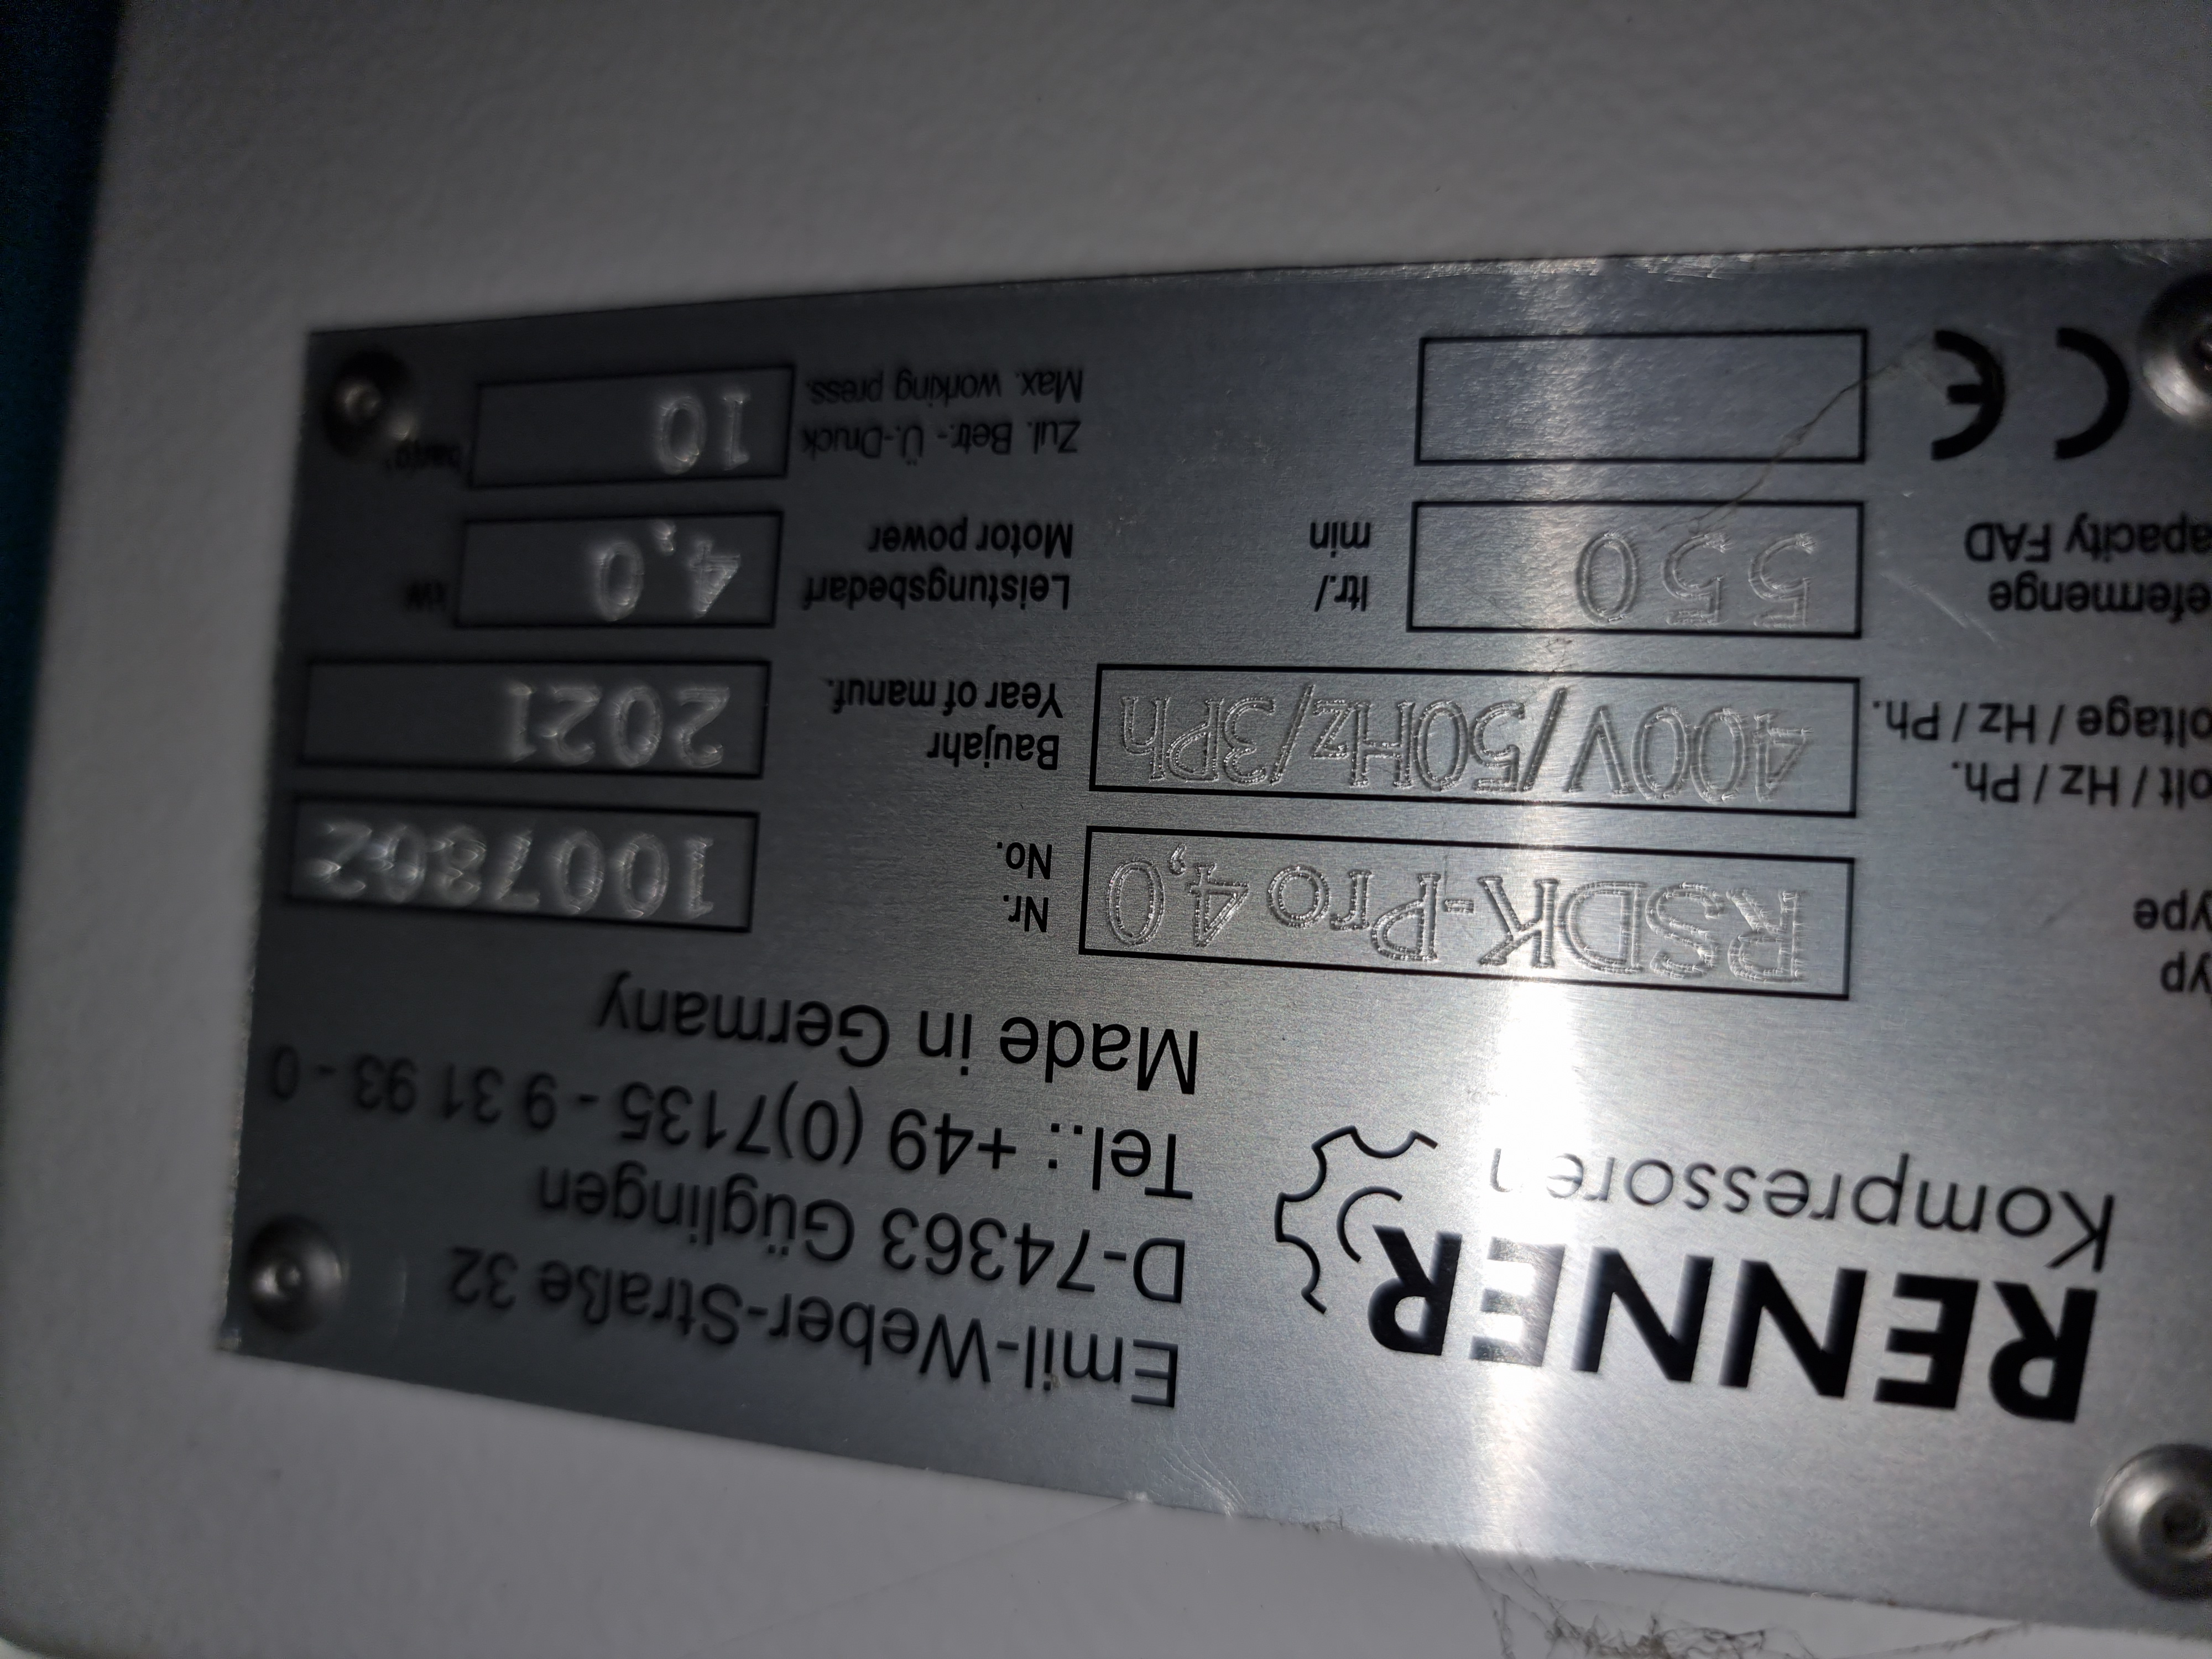 RENNER
Kompressoren
Emil-Weber-Straße 32
D-74363 Güglingen
Tel.: +49 (0)7135 - 9 31 93 - 0
Made in Germany
yp
ype
RSDK-Pro 4,0
Nr.
No.
1007802
olt / Hz / Ph.
oltage / Hz / Ph.
400V/50Hz/3Ph
Baujahr
Year of manuf.
2021
efermenge
apacity FAD
550
ltr./
min
Leistungsbedarf
Motor power
4,0
kW
CE
Zul. Betr.- Ü.-Druck
Max. working press.
10